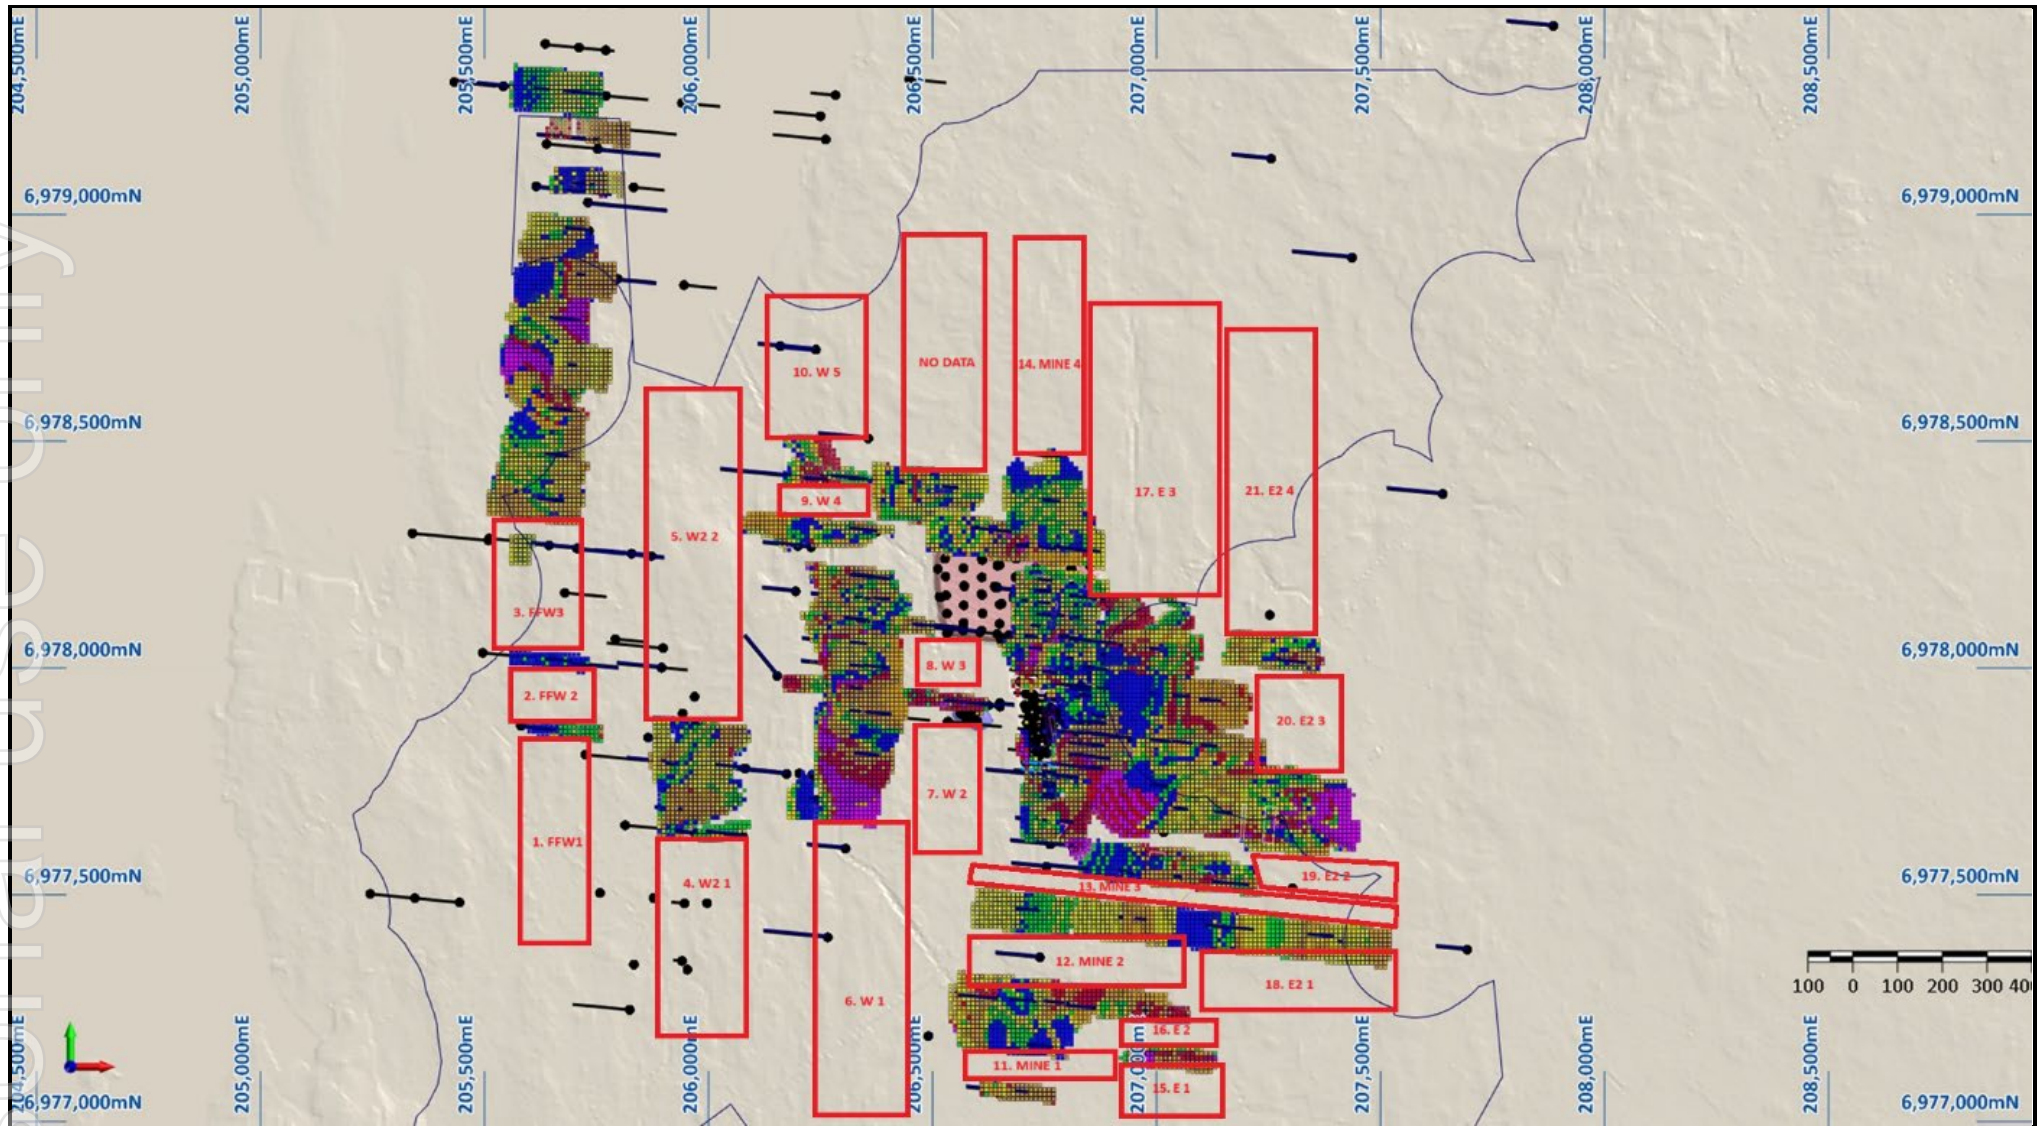 204,500mE
205,000mE
205,500mE
206,000mE
206,500mE
207,000mE
207,500mE
208,000mE
208,500mE
6,979,000mN
6,979,000mN
10. W 5
NO DATA
14. MINE 4
6,978,500mN
6,978,500mN
9. W 4
17. E 3
21. E2 4
5. W2 2
3. FFW3
6,978,000mN
6,978,000mN
8. W 3
2. FFW 2
20. E2 3
7. W 2
1. FFW1
6,977,500mN
6,977,500mN
4. W2 1
13. MINE 3
19. E2 2
12. MINE 2
18. E2 1
6. W 1
100 0 100 200 300
16. E 2
11. MINE 1
15. E 1
204,500mE
205,000mE
205,500mE
206,000mE
206,500mE
207,000mE
207,500mE
208,000mE
208,500mE
6,977,000mN
6,977,000mN